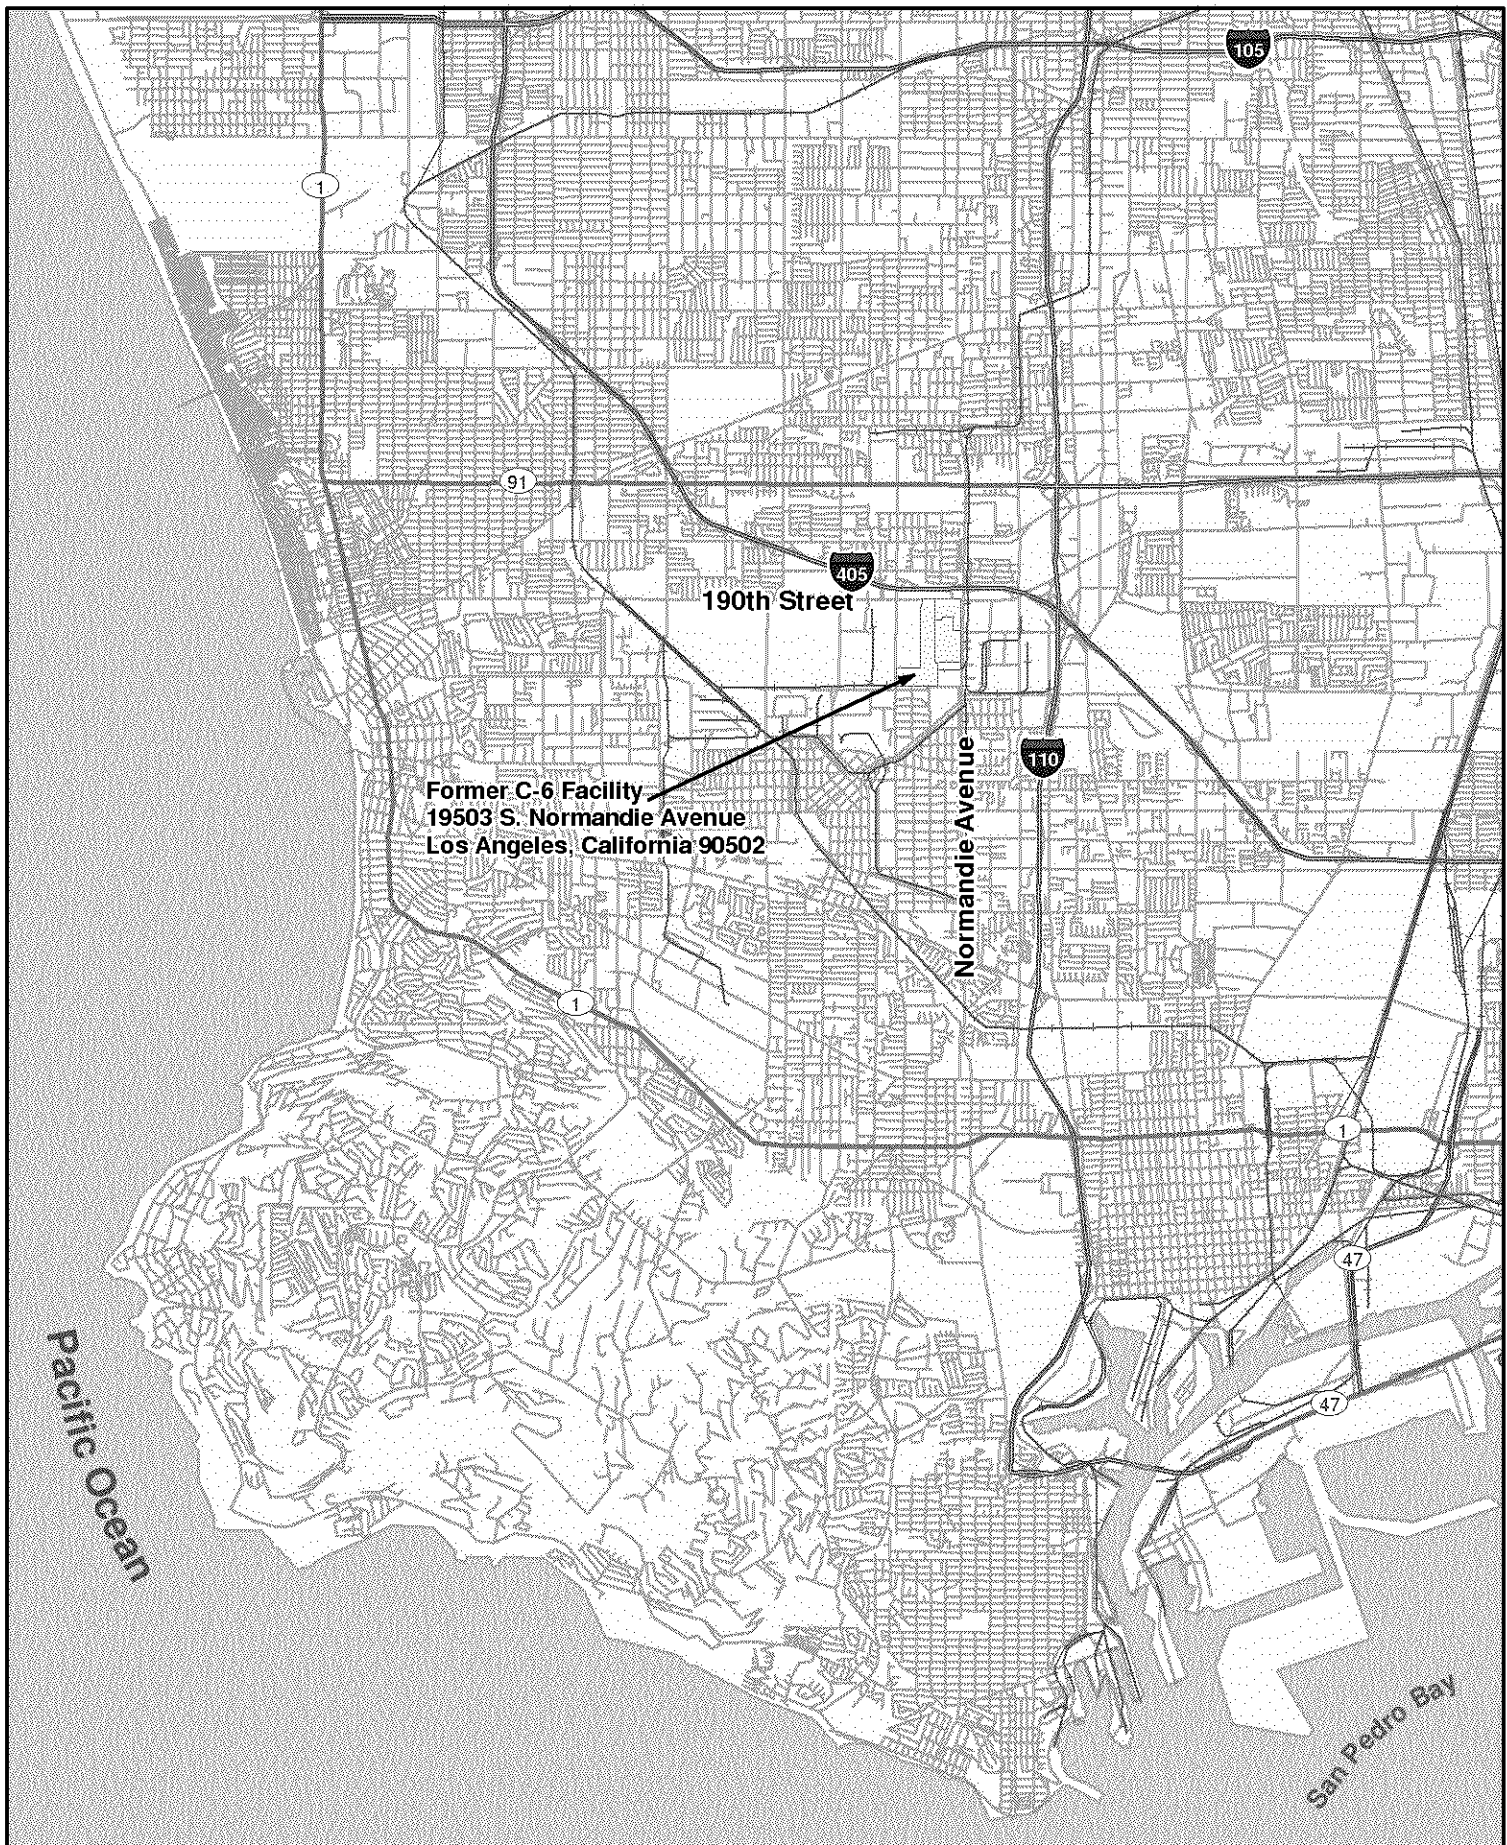 105
1
91
405
190th Street
110
Former C-6 Facility
19503 S. Normandie Avenue
Los Angeles, California 90502
Normandie Avenue
1
1
47
47
Pacific Ocean
San Pedro Bay